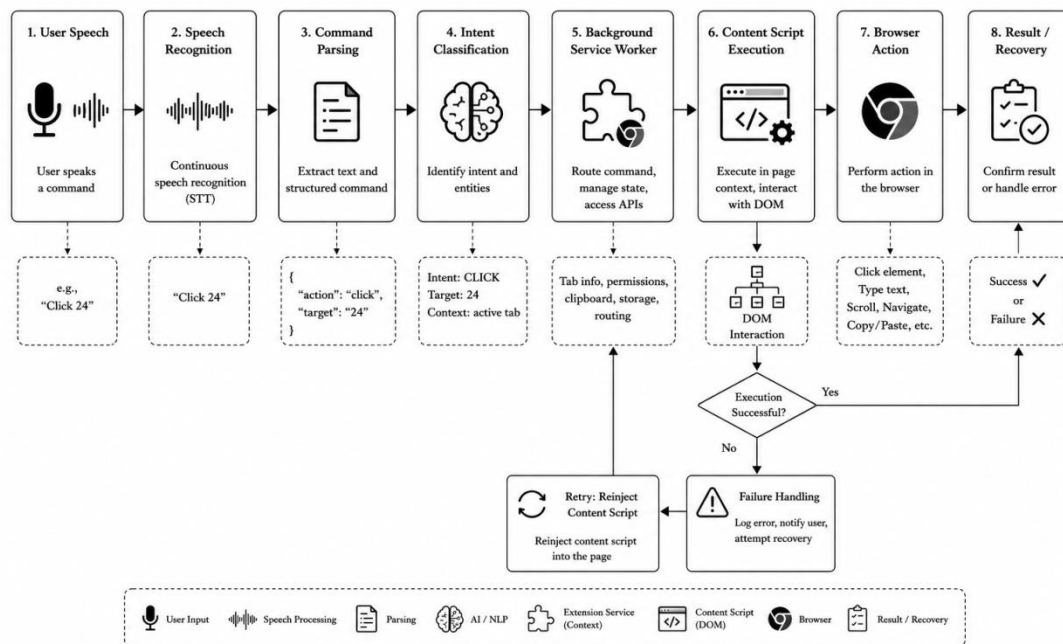 1. User Speech
User speaks
a command
e.g.,
“Click 24”
2. Speech
Recognition
Continuous
speech recognition
(STT)
“Click 24”
3. Command
Parsing
Extract text and
structured command
{
“action”: “click”,
“target”: “24”
}
4. Intent
Classification
Identify intent and
entities
Intent: CLICK
Target: 24
Context: active tab
5. Background
Service Worker
Route command,
manage state,
access APIs
Tab info, permissions,
clipboard, storage,
routing
6. Content Script
Execution
</>
Execute in page
context, interact
with DOM
DOM
Interaction
7. Browser
Action
Perform action in
the browser
Click element,
Type text,
Scroll, Navigate,
Copy/Paste, etc.
8. Result /
Recovery
Confirm result
or handle error
Success ✓
or
Failure ✕
Execution
Successful?
Yes
No
Retry: Reinject
Content Script
Reinject content script
into the page
Failure Handling
Log error, notify user,
attempt recovery
User Input
Speech Processing
Parsing
AI / NLP
Extension Service
(Context)
</>
Content Script
(DOM)
Browser
Result / Recovery